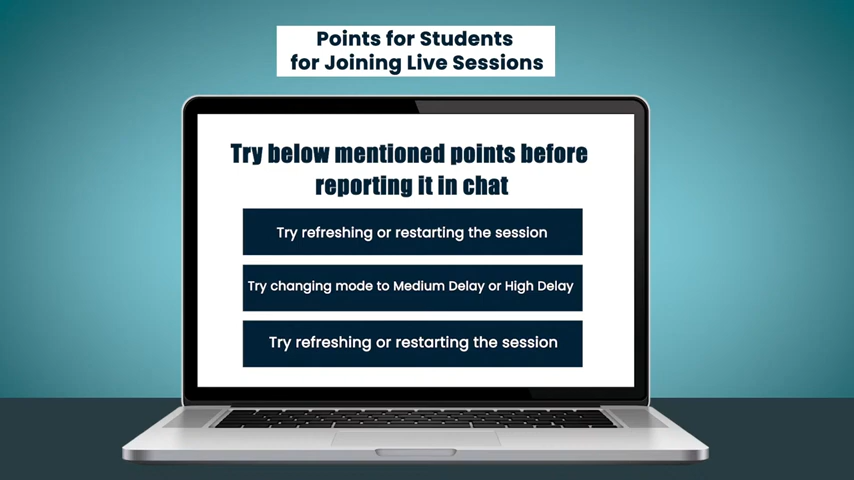 Points for Students
for Joining Live Sessions
Try below mentioned points before
reporting it in chat
Try refreshing or restarting the session
Try changing mode to Medium Delay or High Delay
Try refreshing or restarting the session